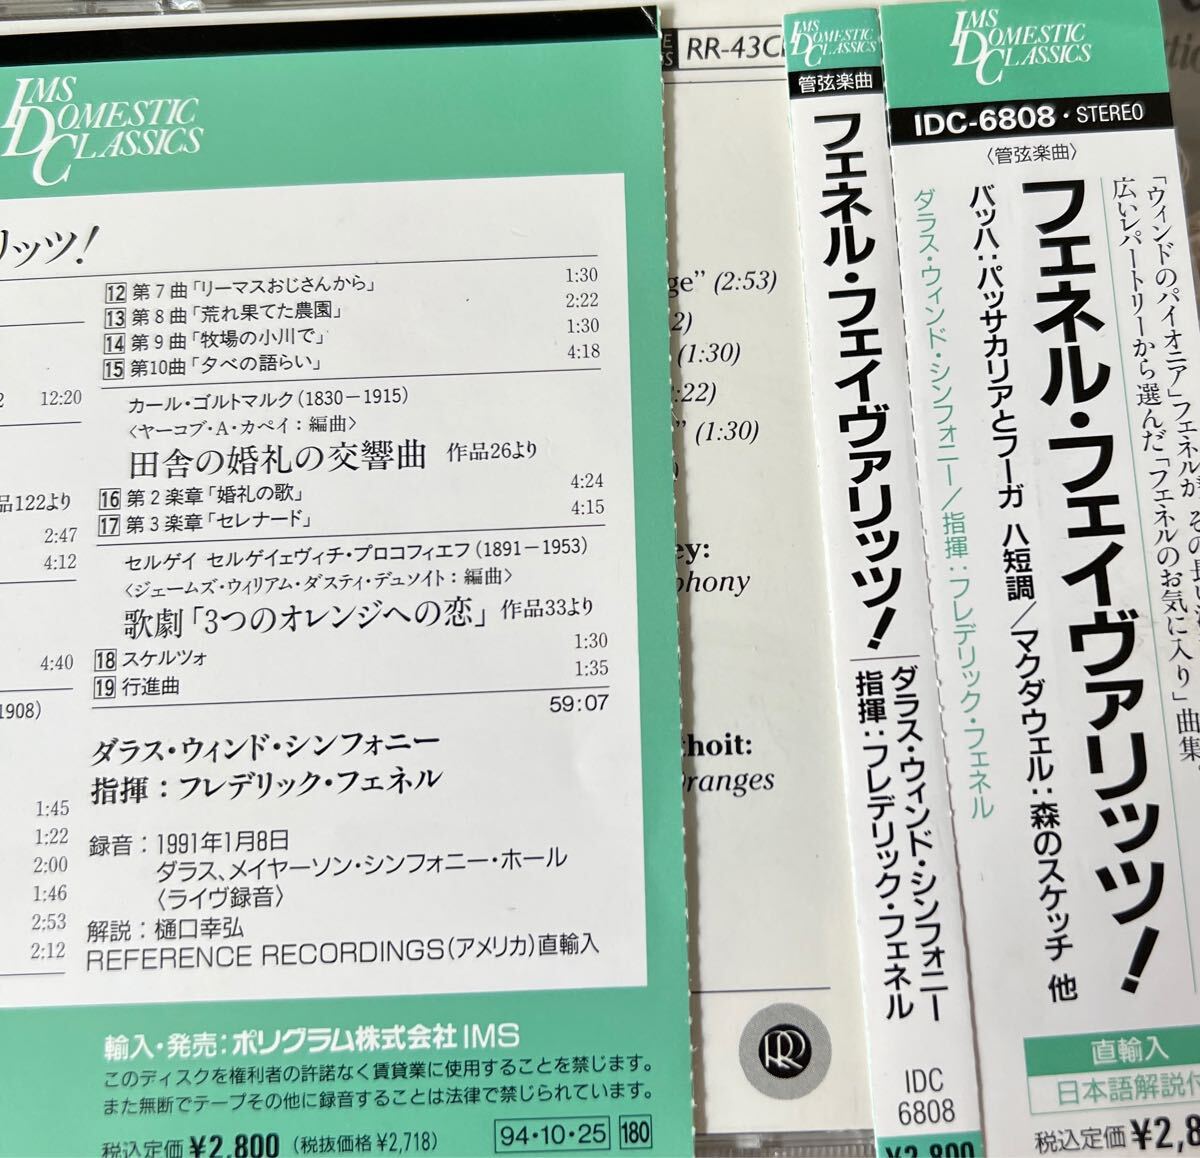 IMS
DOMESTIC
CLASSICS
リッツ!
12 第7曲「リーマスおじさんから」 1:30
13 第8曲「荒れ果てた農園」 2:22
14 第9曲「牧場の小川で」 1:30
15 第10曲「夕べの語らい」 4:18
12:20
カール・ゴルトマルク(1830-1915)
〈ヤーコブ・A・カペイ:編曲〉
田舎の婚礼の交響曲 作品26より
品122より
16 第2楽章「婚礼の歌」 4:24
17 第3楽章「セレナード」 4:15
2:47
4:12
セルゲイ セルゲイェヴィチ・プロコフィエフ(1891-1953)
〈ジェームズ・ウィリアム・ダスティ・デュソイト:編曲〉
歌劇「3つのオレンジへの恋」作品33より
18 スケルツォ 1:30
19 行進曲 1:35
4:40
1908)
59:07
ダラス・ウィンド・シンフォニー
指揮:フレデリック・フェネル
1:45
1:22
2:00
1:46
2:53
2:12
録音:1991年1月8日
ダラス、メイヤーソン・シンフォニー・ホール
〈ライヴ録音〉
解説:樋口幸弘
REFERENCE RECORDINGS(アメリカ)直輸入
輸入・発売:ポリグラム株式会社IMS
このディスクを権利者の許諾なく賃貸業に使用することを禁じます。
また無断でテープその他に録音することは法律で禁じられています。
税込定価¥2,800(税抜価格¥2,718) 94・10・25 180
RR-43C
ge" (2:53)
2)
(1:30)
:22)
" (1:30)
)
ey:
phony
hoit:
Oranges
RR
IMS
DOMESTIC
CLASSICS
管弦楽曲
フェネル・フェイヴァリッツ!
ダラス・ウィンド・シンフォニー
指揮:フレデリック・フェネル
IDC
6808
¥2,800
IMS
DOMESTIC
CLASSICS
IDC-6808・STEREO
〈管弦楽曲〉
「ウィンドのパイオニア」フェネルが、その長い
広いレパートリーから選んだ「フェネルのお気に入り」曲集。
フェネル・フェイヴァリッツ!
バッハ:パッサカリアとフーガ ハ短調/マクダウェル:森のスケッチ 他
ダラス・ウィンド・シンフォニー/指揮:フレデリック・フェネル
直輸入
日本語解説付
税込定価¥2,8